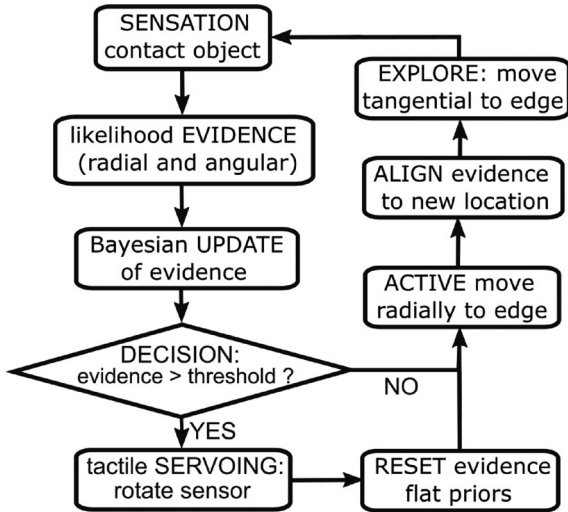 SENSATION
contact object
likelihood EVIDENCE
(radial and angular)
Bayesian UPDATE
of evidence
DECISION:
evidence > threshold ?
NO
YES
tactile SERVOING:
rotate sensor
RESET evidence
flat priors
ACTIVE move
radially to edge
ALIGN evidence
to new location
EXPLORE: move
tangential to edge